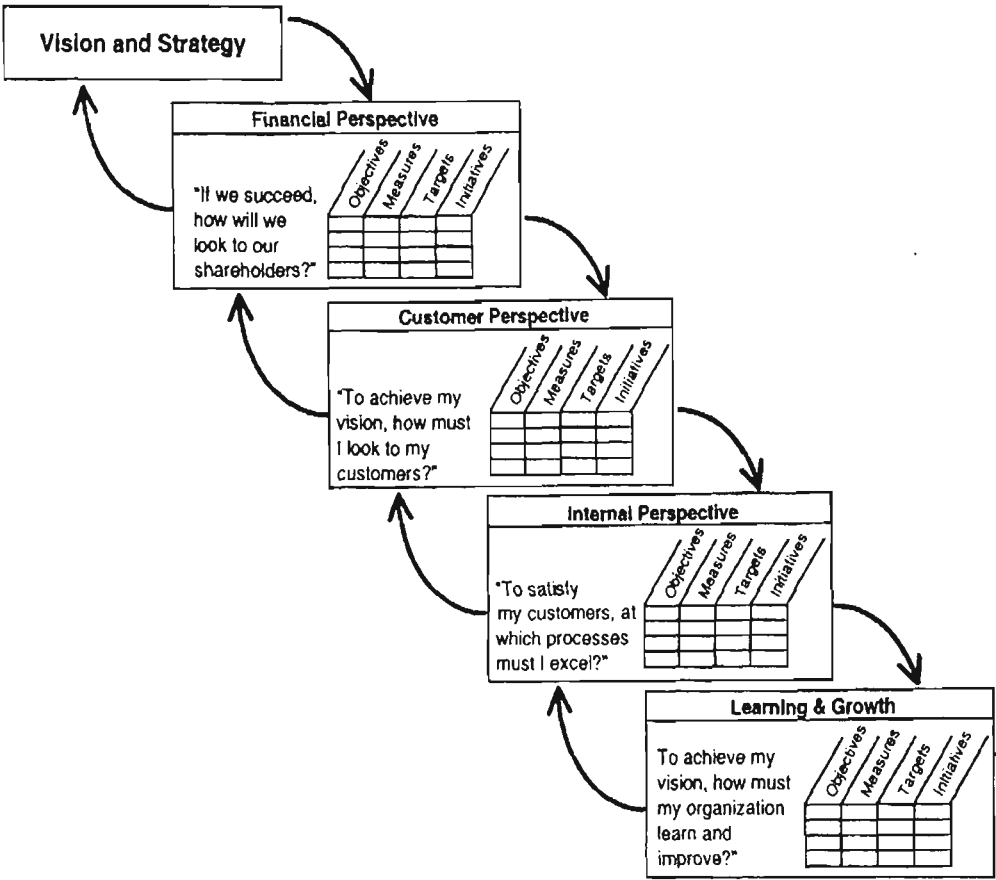 Vision and Strategy
Financial Perspective
Objectives
Measures
Targets
Initiatives
"If we succeed,
how will we
look to our
shareholders?"
Customer Perspective
Objectives
Measures
Targets
Initiatives
"To achieve my
vision, how must
I look to my
customers?"
Internal Perspective
Objectives
Measures
Targets
Initiatives
"To satisfy
my customers, at
which processes
must I excel?"
Learning & Growth
Objectives
Measures
Targets
Initiatives
To achieve my
vision, how must
my organization
learn and
improve?"